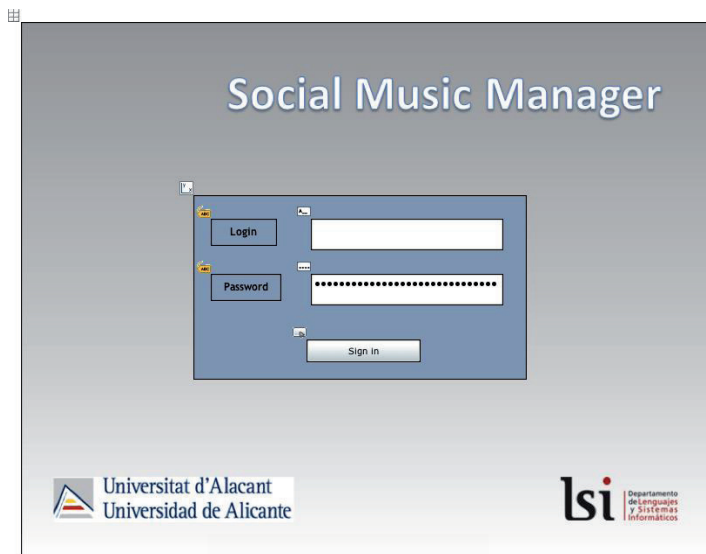 Social Music Manager
Login
Password
Sign in
Universitat d'Alacant
Universidad de Alicante
lsi
Departamento
de Lenguajes
y Sistemas
Informáticos